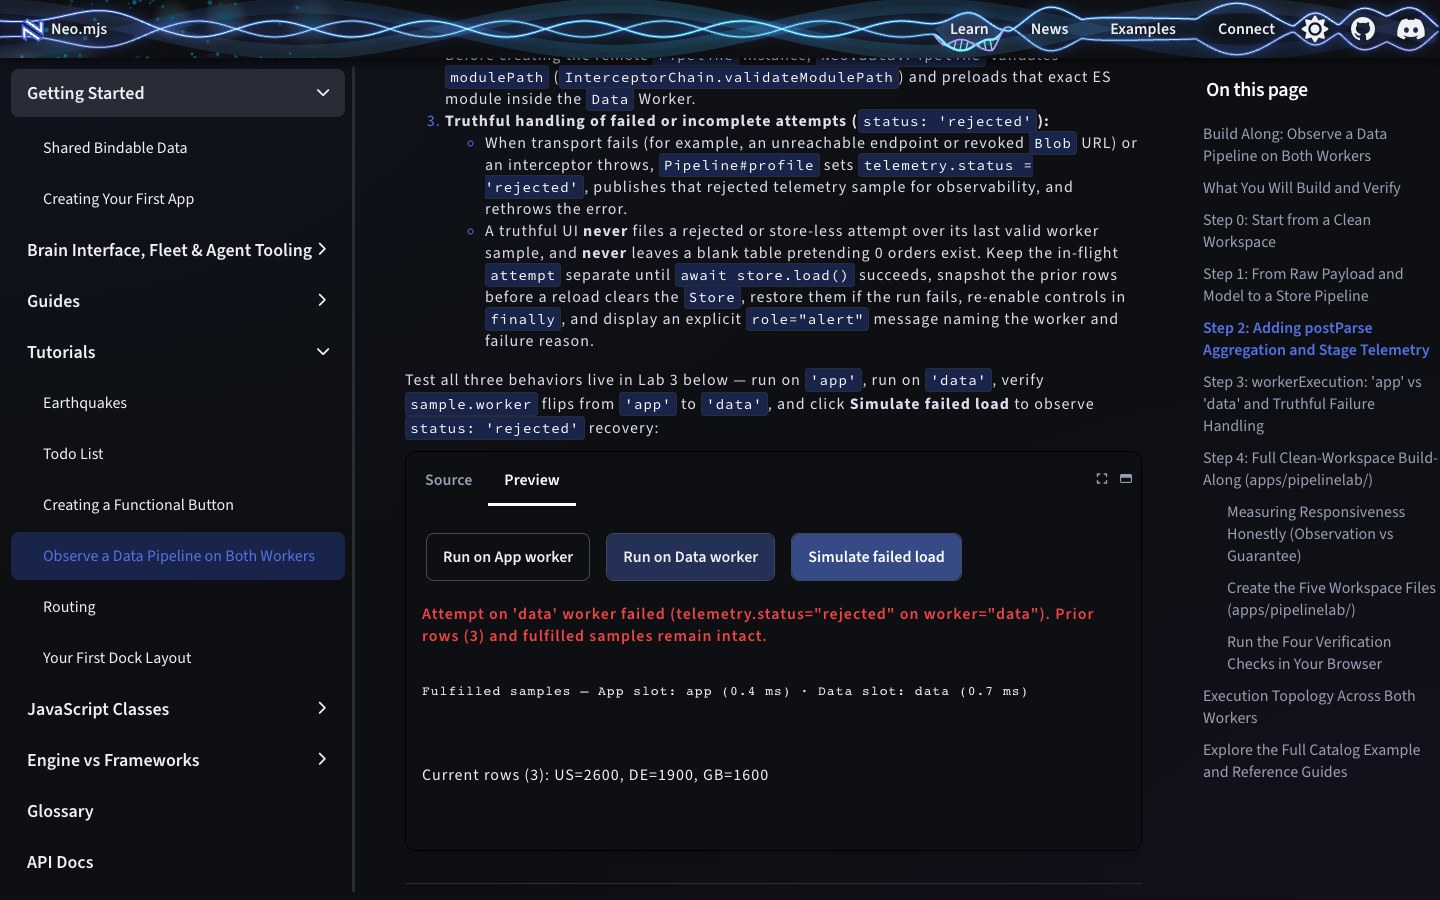 Neo.mjs
Learn
News
Examples
Connect
Getting Started
Shared Bindable Data
Creating Your First App
Brain Interface, Fleet & Agent Tooling
Guides
Tutorials
Earthquakes
Todo List
Creating a Functional Button
Observe a Data Pipeline on Both Workers
Routing
Your First Dock Layout
JavaScript Classes
Engine vs Frameworks
Glossary
API Docs
modulePath (InterceptorChain.validateModulePath) and preloads that exact ES
module inside the Data Worker.
3. Truthful handling of failed or incomplete attempts (status: 'rejected'):
When transport fails (for example, an unreachable endpoint or revoked Blob URL) or
an interceptor throws, Pipeline#profile sets telemetry.status =
'rejected', publishes that rejected telemetry sample for observability, and
rethrows the error.
A truthful UI never files a rejected or store-less attempt over its last valid worker
sample, and never leaves a blank table pretending 0 orders exist. Keep the in-flight
attempt separate until await store.load() succeeds, snapshot the prior rows
before a reload clears the Store, restore them if the run fails, re-enable controls in
finally, and display an explicit role="alert" message naming the worker and
failure reason.
Test all three behaviors live in Lab 3 below — run on 'app', run on 'data', verify
sample.worker flips from 'app' to 'data', and click Simulate failed load to observe
status: 'rejected' recovery:
Source
Preview
Run on App worker
Run on Data worker
Simulate failed load
Attempt on 'data' worker failed (telemetry.status="rejected" on worker="data"). Prior
rows (3) and fulfilled samples remain intact.
Fulfilled samples — App slot: app (0.4 ms) · Data slot: data (0.7 ms)
Current rows (3): US=2600, DE=1900, GB=1600
On this page
Build Along: Observe a Data
Pipeline on Both Workers
What You Will Build and Verify
Step 0: Start from a Clean
Workspace
Step 1: From Raw Payload and
Model to a Store Pipeline
Step 2: Adding postParse
Aggregation and Stage Telemetry
Step 3: workerExecution: 'app' vs
'data' and Truthful Failure
Handling
Step 4: Full Clean-Workspace Build-
Along (apps/pipelinelab/)
Measuring Responsiveness
Honestly (Observation vs
Guarantee)
Create the Five Workspace Files
(apps/pipelinelab/)
Run the Four Verification
Checks in Your Browser
Execution Topology Across Both
Workers
Explore the Full Catalog Example
and Reference Guides